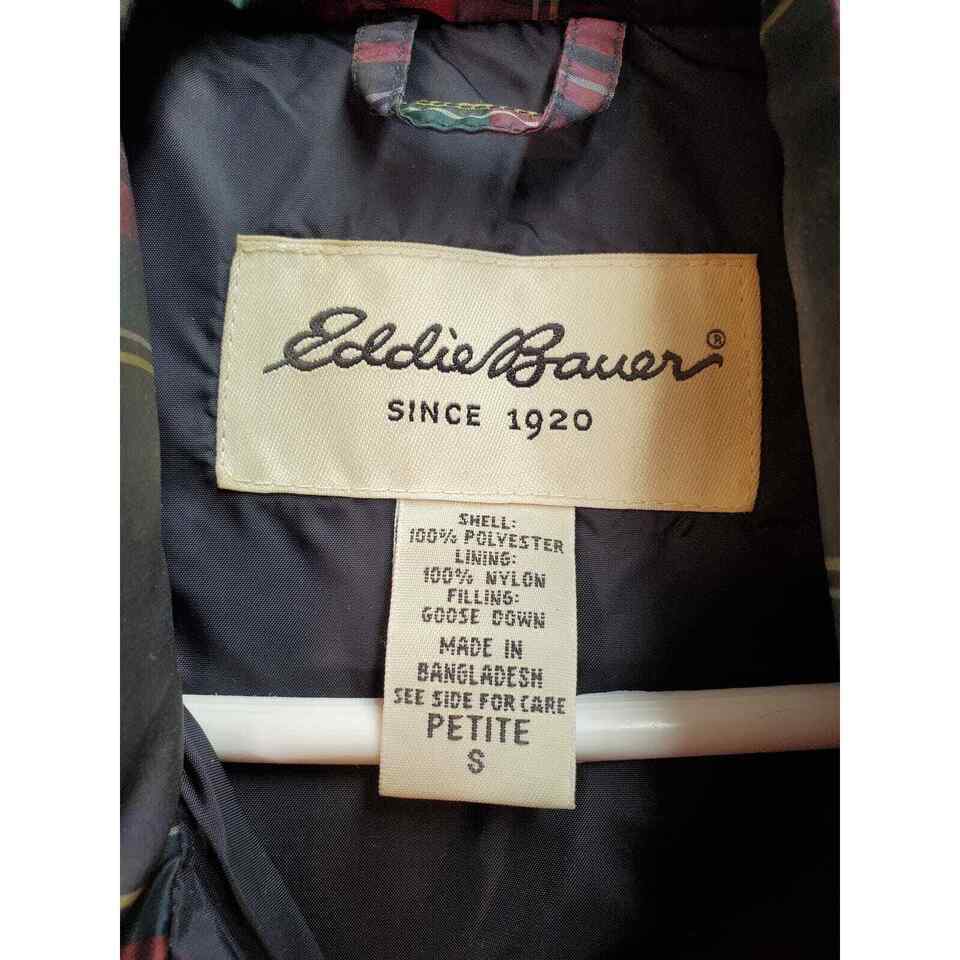 Eddie Bauer®
SINCE 1920
SHELL:
100% POLYESTER
LINING:
100% NYLON
FILLING:
GOOSE DOWN
MADE IN
BANGLADESH
SEE SIDE FOR CARE
PETITE
S